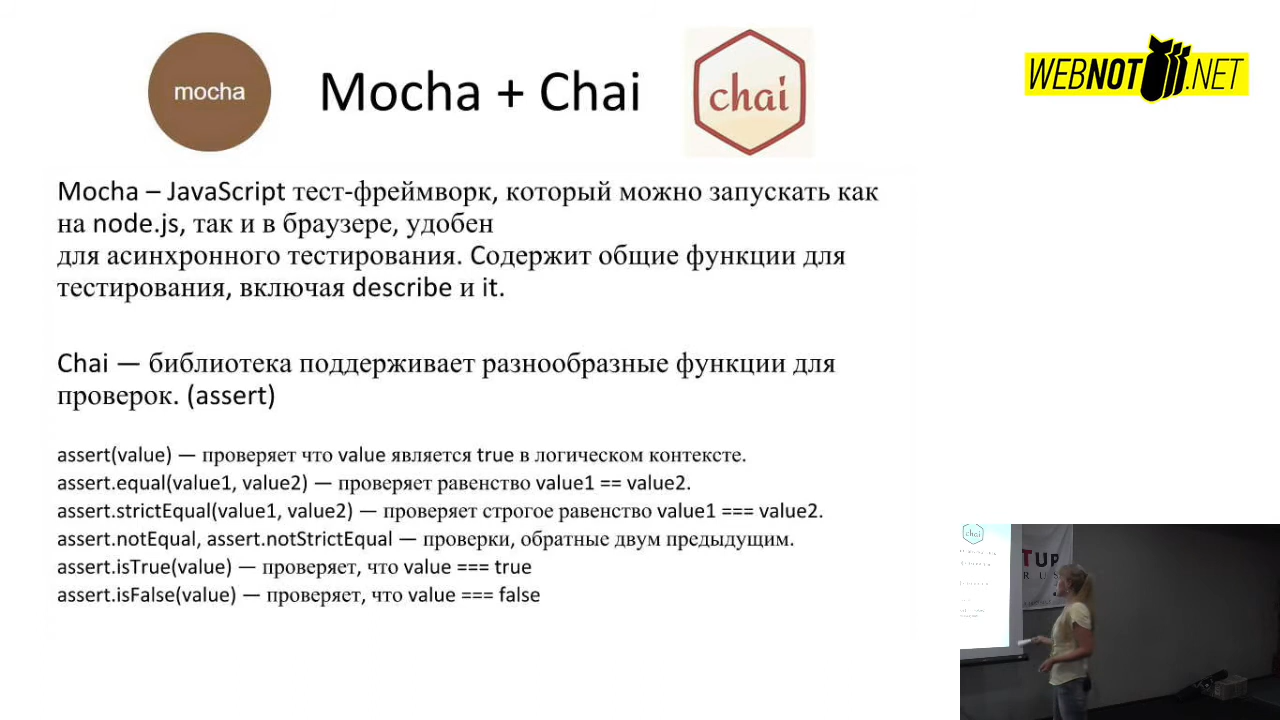 mocha
Mocha + Chai
chai
WEBNOT.NET
Mocha – JavaScript тест-фреймворк, который можно запускать как
на node.js, так и в браузере, удобен
для асинхронного тестирования. Содержит общие функции для
тестирования, включая describe и it.
Chai — библиотека поддерживает разнообразные функции для
проверок. (assert)
assert(value) — проверяет что value является true в логическом контексте.
assert.equal(value1, value2) — проверяет равенство value1 == value2.
assert.strictEqual(value1, value2) — проверяет строгое равенство value1 === value2.
assert.notEqual, assert.notStrictEqual — проверки, обратные двум предыдущим.
assert.isTrue(value) — проверяет, что value === true
assert.isFalse(value) — проверяет, что value === false
chai
TUP
RUS